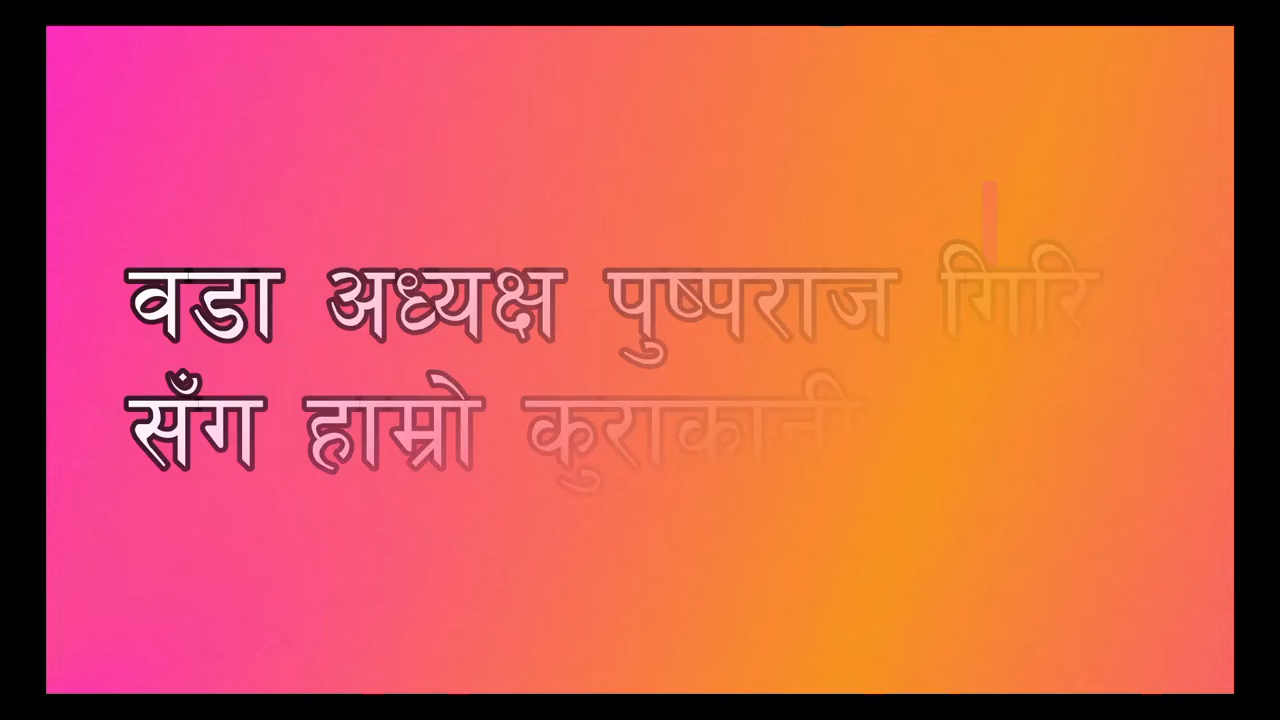 वडा अध्यक्ष पुष्पराज गिरि
सँग हाम्रो कुराकानी